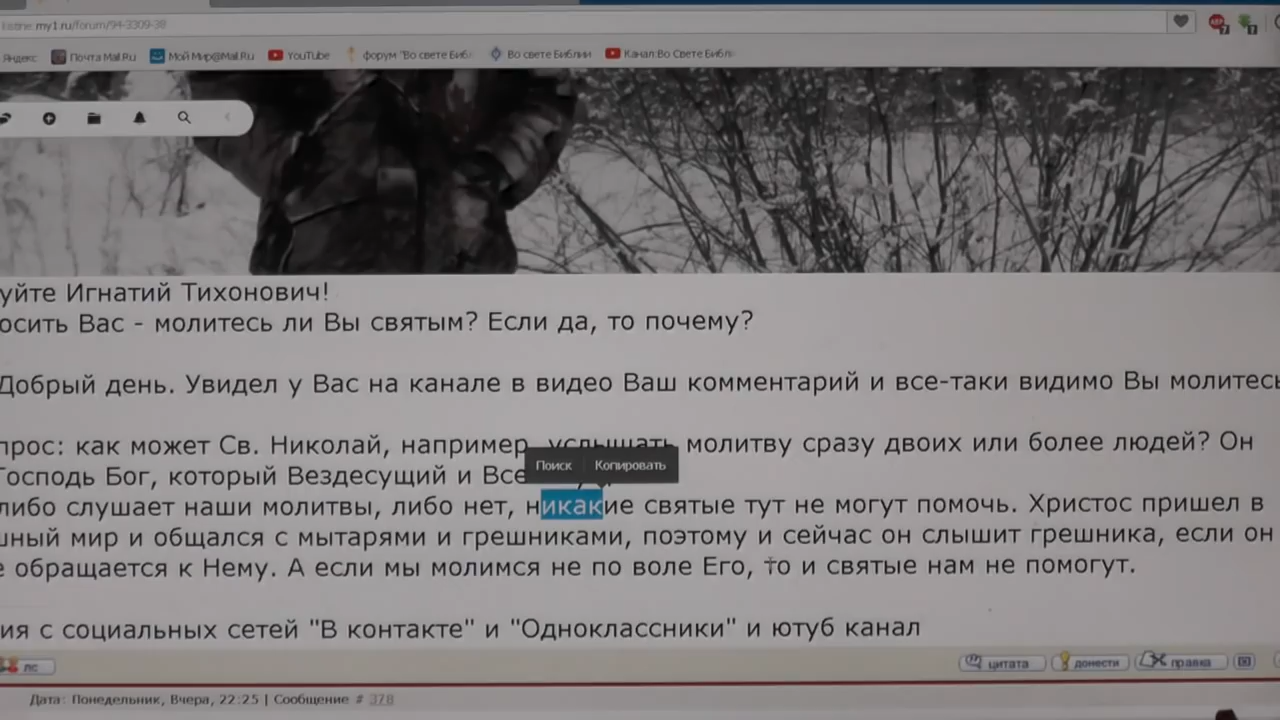 listine.my1.ru/forum/94-3309-38
Яндекс Почта Mail.Ru Мой Мир@Mail.Ru YouTube форум "Во свете Биб Во свете Библии Канал:Во Свете Библ
уйте Игнатий Тихонович!
осить Вас - молитесь ли Вы святым? Если да, то почему?
Добрый день. Увидел у Вас на канале в видео Ваш комментарий и все-таки видимо Вы молитесь
прос: как может Св. Николай, например, услышать молитву сразу двоих или более людей? Он
Поиск Копировать
Господь Бог, который Вездесущий и Все
либо слушает наши молитвы, либо нет, никакие святые тут не могут помочь. Христос пришел в
шный мир и общался с мытарями и грешниками, поэтому и сейчас он слышит грешника, если он
е обращается к Нему. А если мы молимся не по воле Его, то и святые нам не помогут.
ия с социальных сетей "В контакте" и "Одноклассники" и ютуб канал
лс цитата донести правка
Дата: Понедельник, Вчера, 22:25 | Сообщение # 378